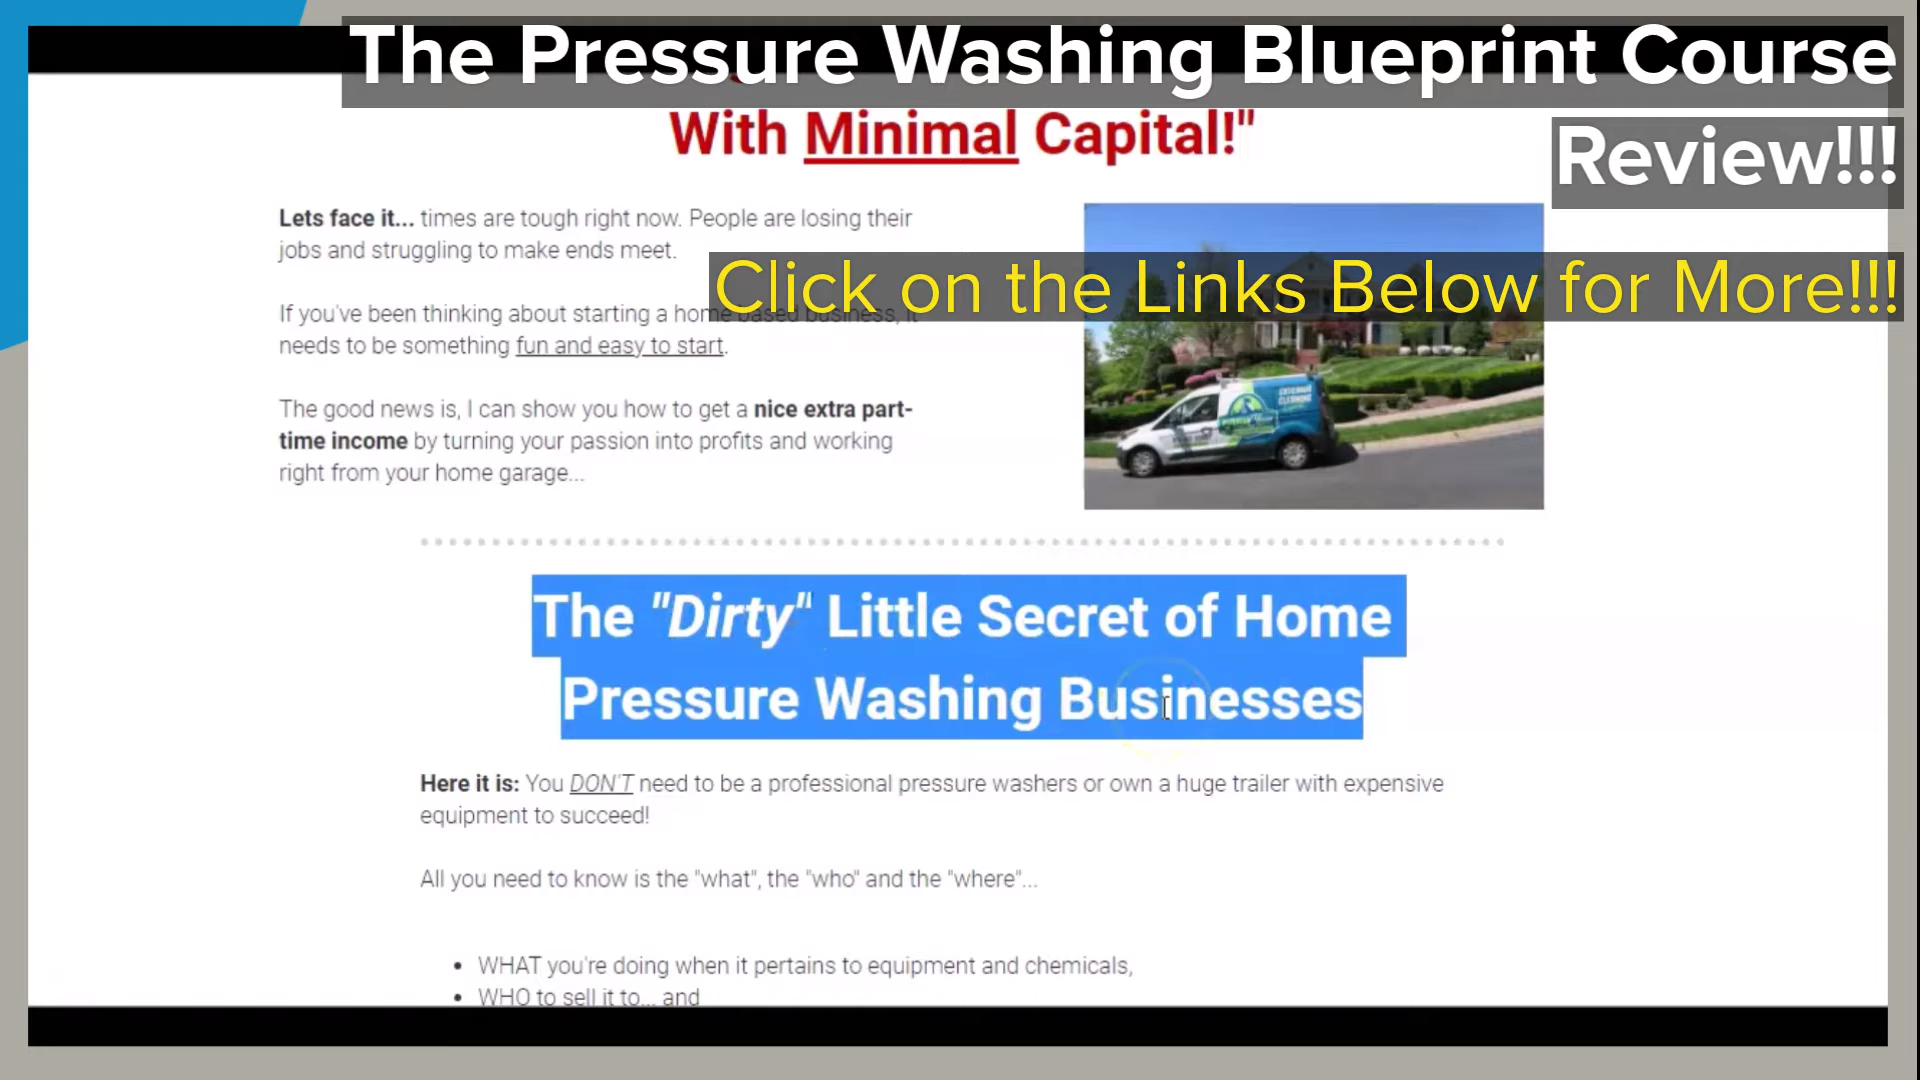 The Pressure Washing Blueprint Course
Review!!!
Click on the Links Below for More!!!
With Minimal Capital!"
Lets face it... times are tough right now. People are losing their
jobs and struggling to make ends meet.
If you've been thinking about starting a home based business, it
needs to be something fun and easy to start.
The good news is, I can show you how to get a nice extra part-
time income by turning your passion into profits and working
right from your home garage...
EXTERIOR
CLEANING
The "Dirty" Little Secret of Home
Pressure Washing Businesses
Here it is: You DON'T need to be a professional pressure washers or own a huge trailer with expensive
equipment to succeed!
All you need to know is the "what", the "who" and the "where"...
• WHAT you're doing when it pertains to equipment and chemicals,
• WHO to sell it to... and